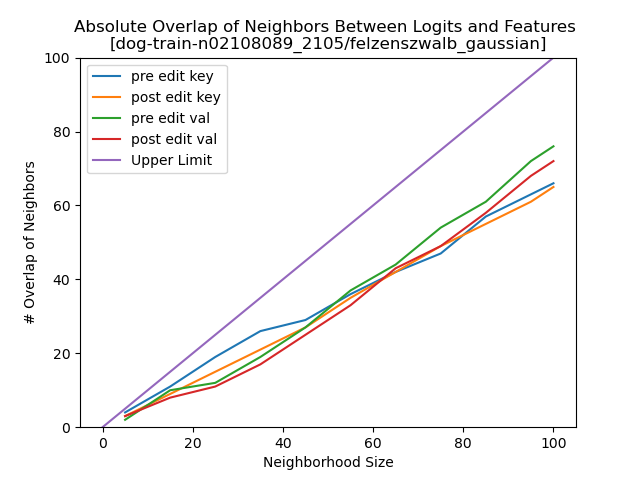 Absolute Overlap of Neighbors Between Logits and Features
[dog-train-n02108089_2105/felzenszwalb_gaussian]
pre edit key
post edit key
pre edit val
post edit val
Upper Limit
100
80
60
40
20
0
# Overlap of Neighbors
0 20 40 60 80 100
Neighborhood Size